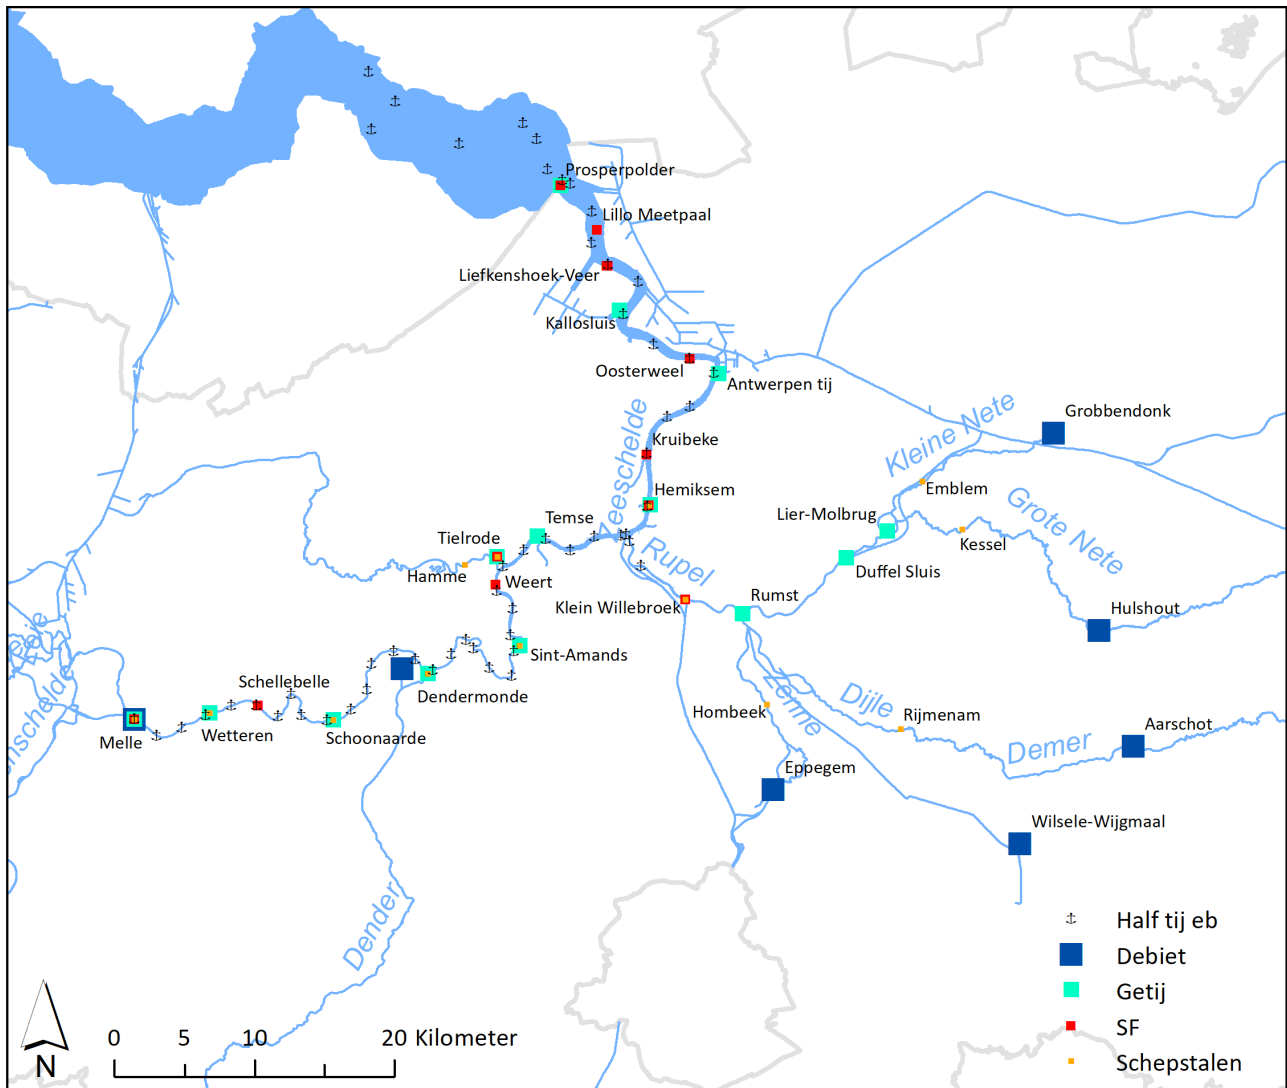 Prosperpolder
Lillo Meetpaal
Liefkenshoek-Veer
Kallosluis
Oosterweel
Antwerpen tij
Kruibeke
Zeeschelde
Kleine Nete
Grobbendonk
Hemiksem
Emblem
Grote Nete
Temse
Lier-Molbrug
Tielrode
Rupel
Kessel
Hamme
Weert
Duffel Sluis
Klein Willebroek
Rumst
Hulshout
Sint-Amands
Schellebelle
Dendermonde
Zenne
Dijle
Hombeek
Rijmenam
Melle
Wetteren
Schoonaarde
Demer
Aarschot
Eppegem
Wilsele-Wijgmaal
Dender
Half tij eb
Debiet
Getij
SF
Schepstalen
0 5 10 20 Kilometer
N